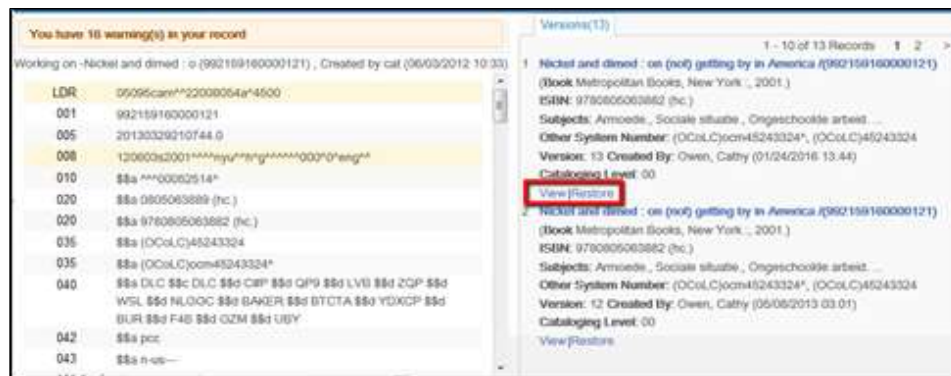 You have 16 warning(s) in your record
Working on -Nickel and dimed : o (992159160000121) , Created by cat (06/03/2012 10:33)
LDR 05095cam^^22008054a^4500
001 992159160000121
005 20130329210744.0
008 120603s2001^^^^nyu^^h^g^^^^^^000^0^eng^^
010 $$a ^^^00062514^
020 $$a 0805063889 (hc.)
020 $$a 9780805063882 (hc.)
035 $$a (OCoLC)45243324
035 $$a (OCoLC)ocm45243324^
040 $$a DLC $$c DLC $$d C#P $$d QP9 $$d LVB $$d ZQP $$d
WSL $$d NLGGC $$d BAKER $$d BTCTA $$d YDXCP $$d
BUR $$d F4B $$d OZM $$d UBY
042 $$a pcc
043 $$a n-us---
Versions(13)
1 - 10 of 13 Records 1 2 >
1 Nickel and dimed : on (not) getting by in America /(992159160000121)
(Book Metropolitan Books, New York :, 2001.)
ISBN: 9780805063882 (hc.)
Subjects: Armoede., Sociale situatie., Ongeschoolde arbeid. ...
Other System Number: (OCoLC)ocm45243324^, (OCoLC)45243324
Version: 13 Created By: Owen, Cathy (01/24/2016 13.44)
Cataloging Level: 00
View|Restore
2 Nickel and dimed : on (not) getting by in America /(992159160000121)
(Book Metropolitan Books, New York :, 2001.)
ISBN: 9780805063882 (hc.)
Subjects: Armoede., Sociale situatie., Ongeschoolde arbeid. ...
Other System Number: (OCoLC)ocm45243324^, (OCoLC)45243324
Version: 12 Created By: Owen, Cathy (06/08/2013 03.01)
Cataloging Level: 00
View|Restore